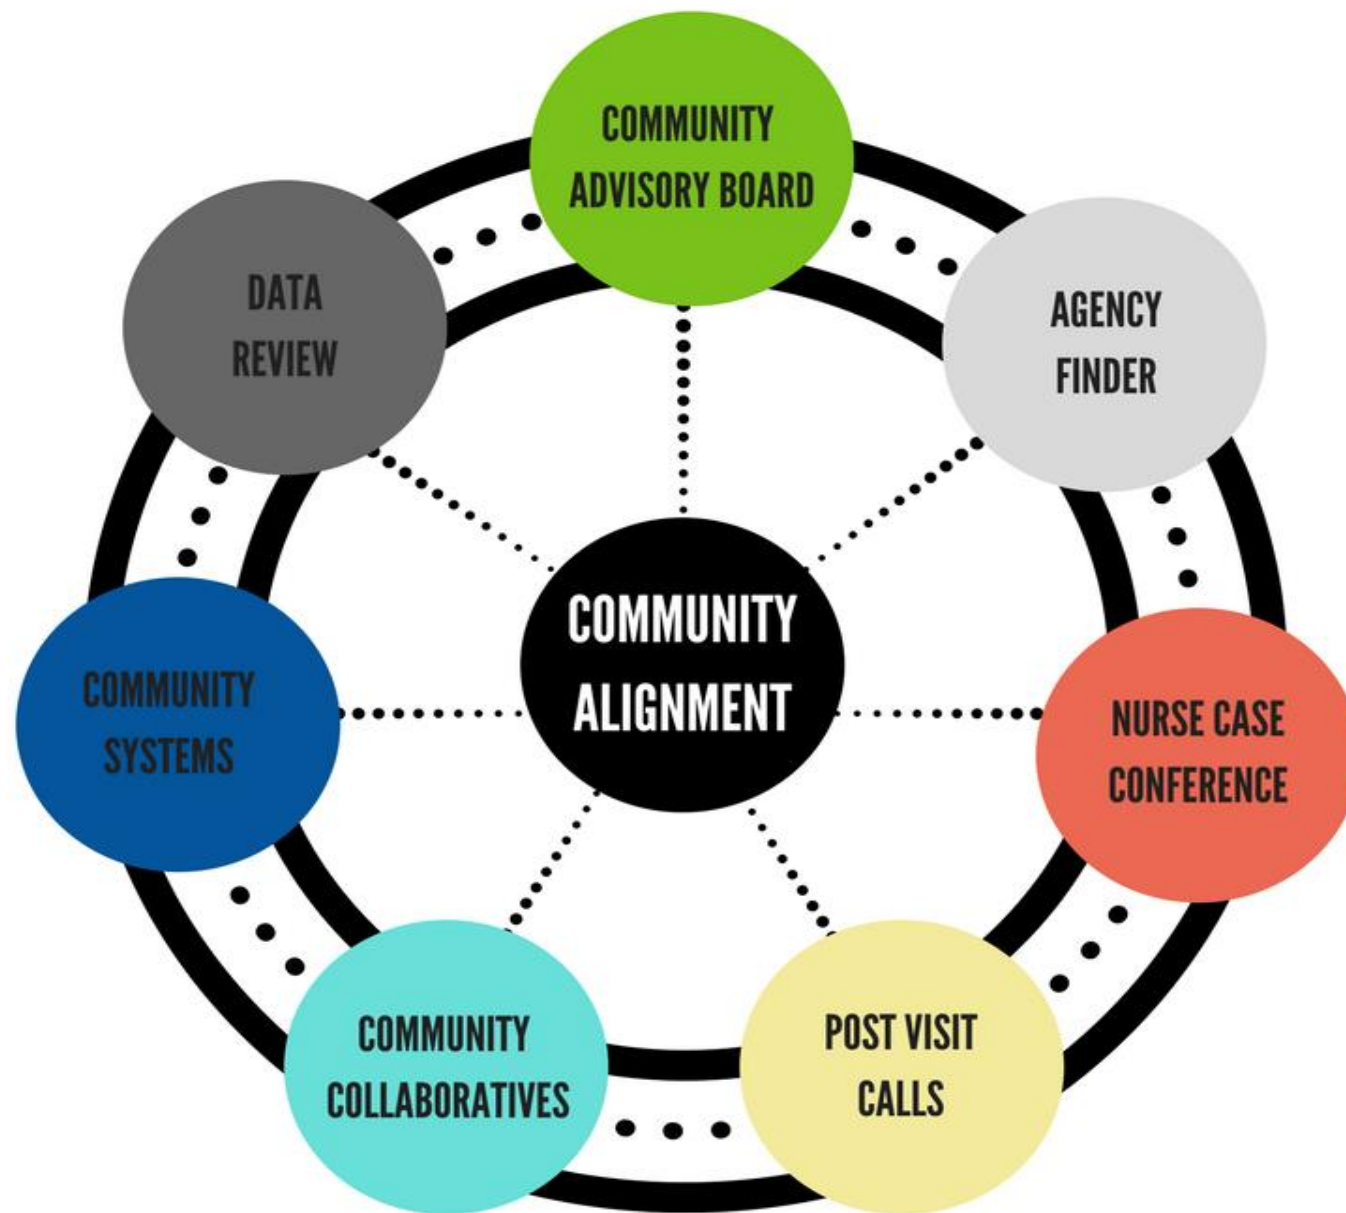 COMMUNITY
ADVISORY BOARD
AGENCY
FINDER
NURSE CASE
CONFERENCE
POST VISIT
CALLS
COMMUNITY
COLLABORATIVES
COMMUNITY
SYSTEMS
DATA
REVIEW
COMMUNITY
ALIGNMENT